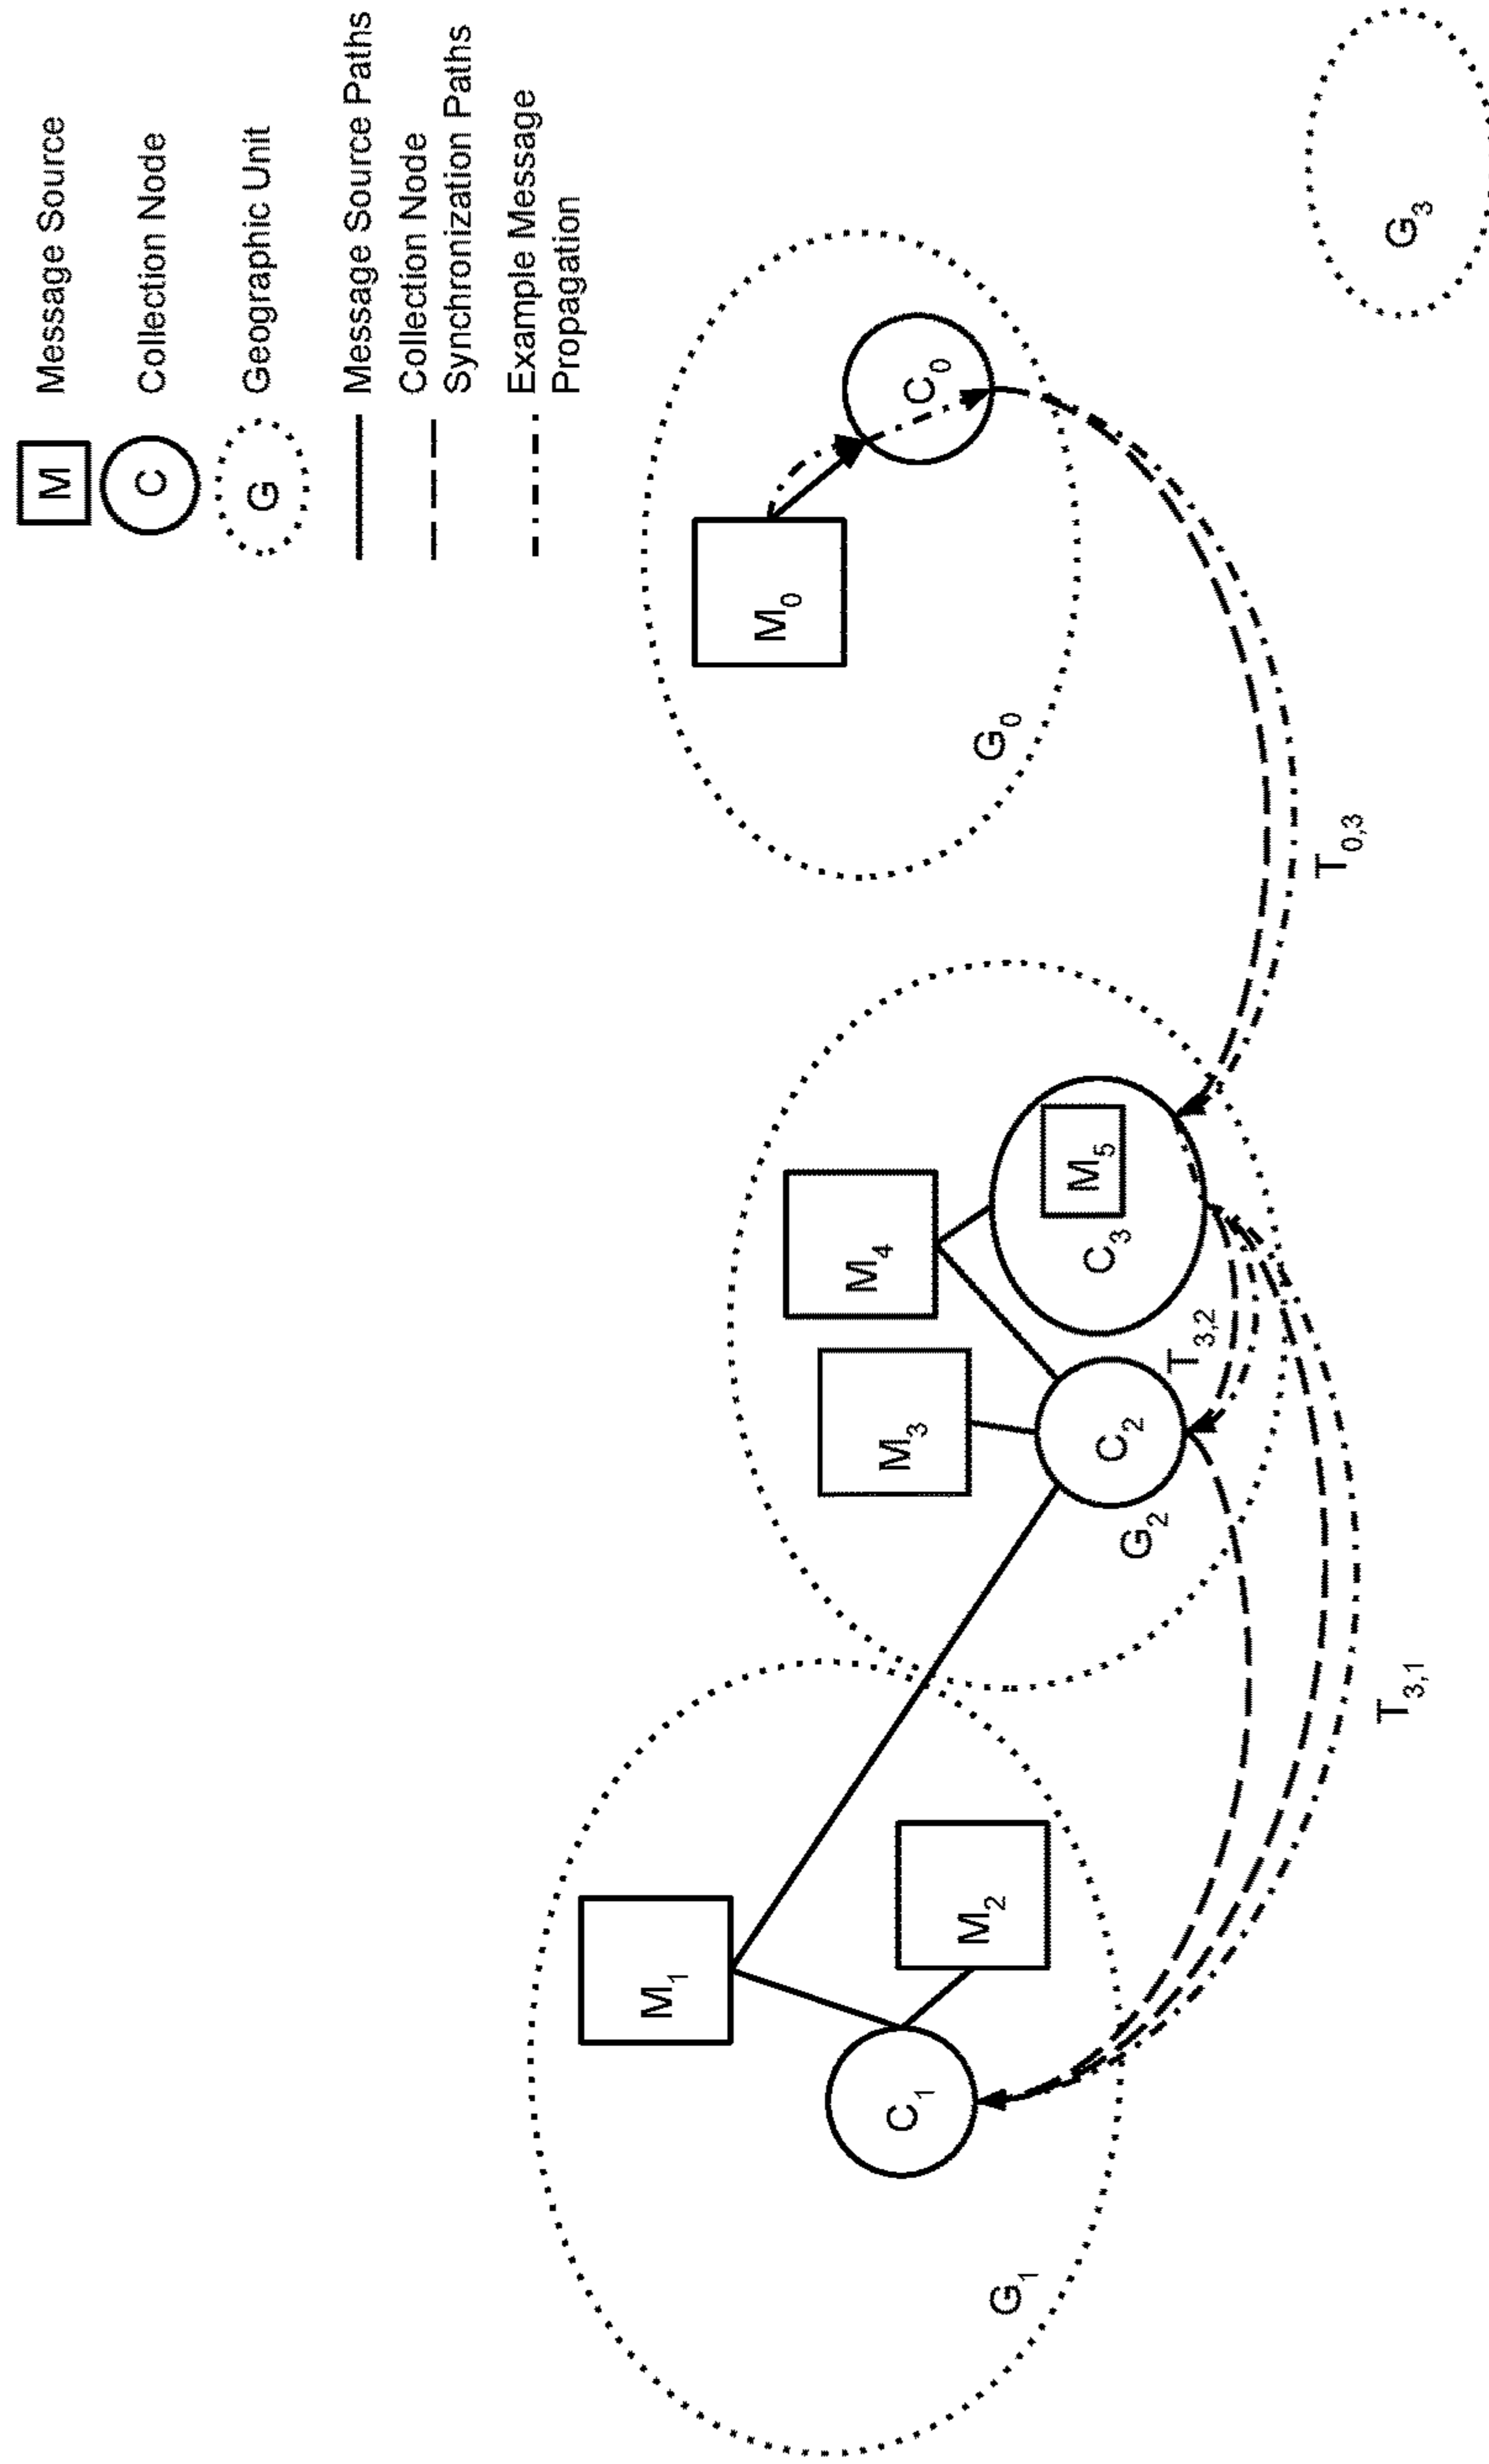 M Message Source
C Collection Node
G Geographic Unit
Message Source Paths
Collection Node
Synchronization Paths
Example Message
Propagation
M1
M2
C1
G1
M3
M4
C2
C3
M5
G2
T3,2
T3,1
M0
C0
G0
T0,3
G3